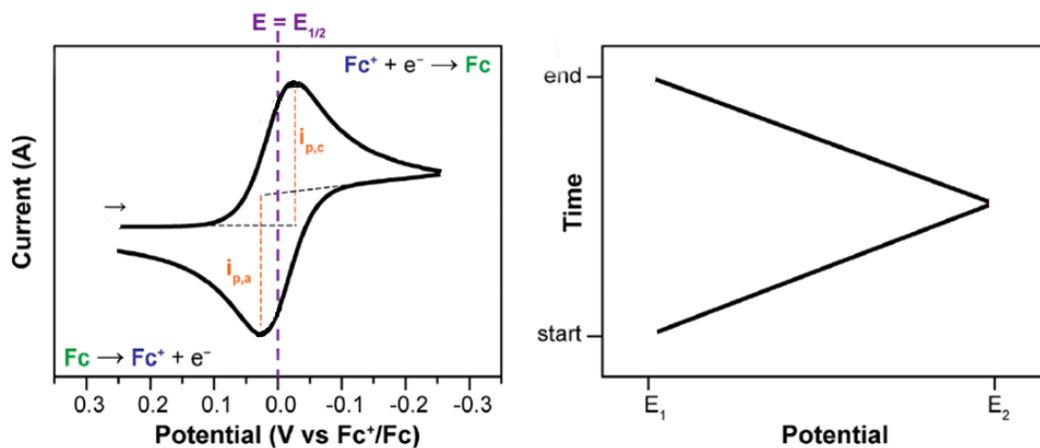 E = E1/2
Fc⁺ + e⁻ → Fc
ip,c
→
ip,a
Fc → Fc⁺ + e⁻
Current (A)
0.3 0.2 0.1 0.0 -0.1 -0.2 -0.3
Potential (V vs Fc⁺/Fc)
end
Time
start
E1 E2
Potential